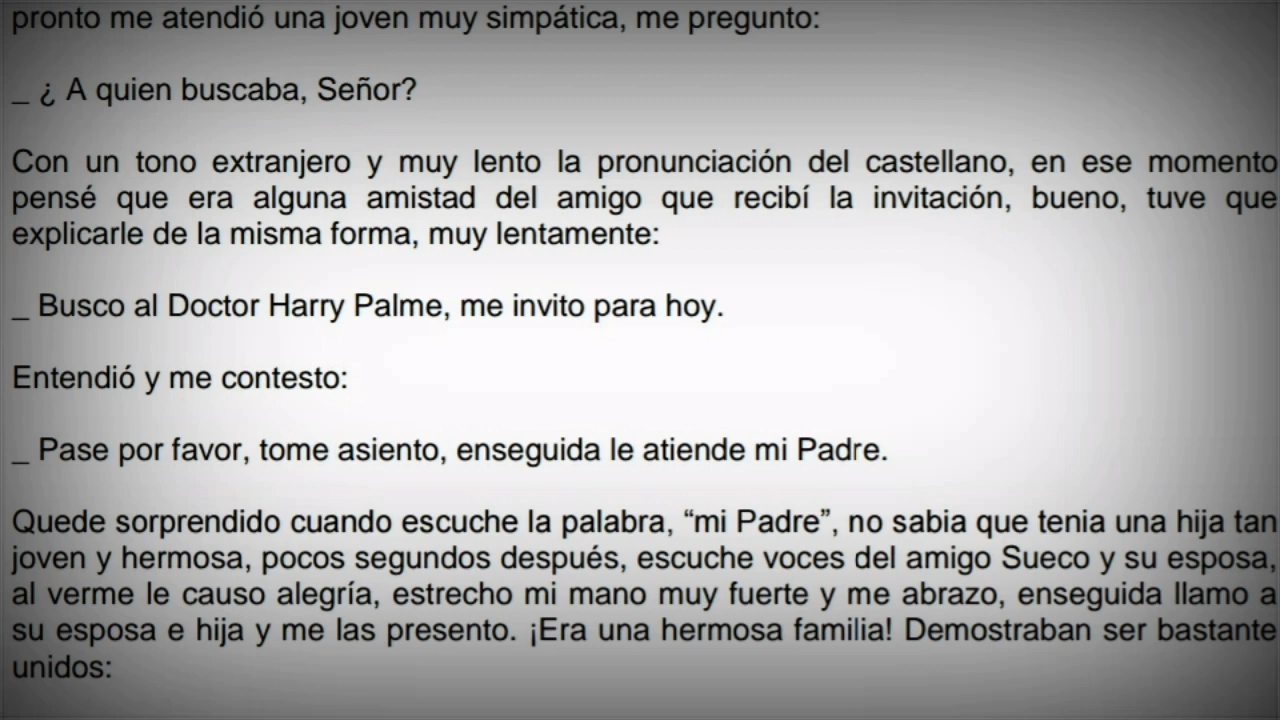 pronto me atendió una joven muy simpática, me pregunto:
_ ¿ A quien buscaba, Señor?
Con un tono extranjero y muy lento la pronunciación del castellano, en ese momento
pensé que era alguna amistad del amigo que recibí la invitación, bueno, tuve que
explicarle de la misma forma, muy lentamente:
_ Busco al Doctor Harry Palme, me invito para hoy.
Entendió y me contesto:
_ Pase por favor, tome asiento, enseguida le atiende mi Padre.
Quede sorprendido cuando escuche la palabra, “mi Padre”, no sabia que tenia una hija tan
joven y hermosa, pocos segundos después, escuche voces del amigo Sueco y su esposa,
al verme le causo alegría, estrecho mi mano muy fuerte y me abrazo, enseguida llamo a
su esposa e hija y me las presento. ¡Era una hermosa familia! Demostraban ser bastante
unidos: